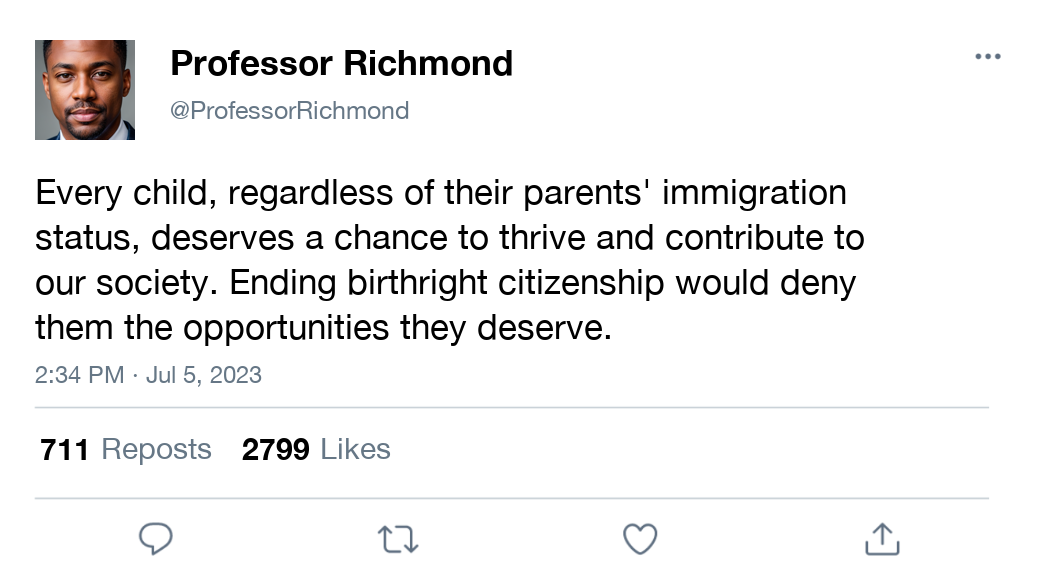 Professor Richmond
@ProfessorRichmond
Every child, regardless of their parents' immigration
status, deserves a chance to thrive and contribute to
our society. Ending birthright citizenship would deny
them the opportunities they deserve.
2:34 PM · Jul 5, 2023
711 Reposts 2799 Likes